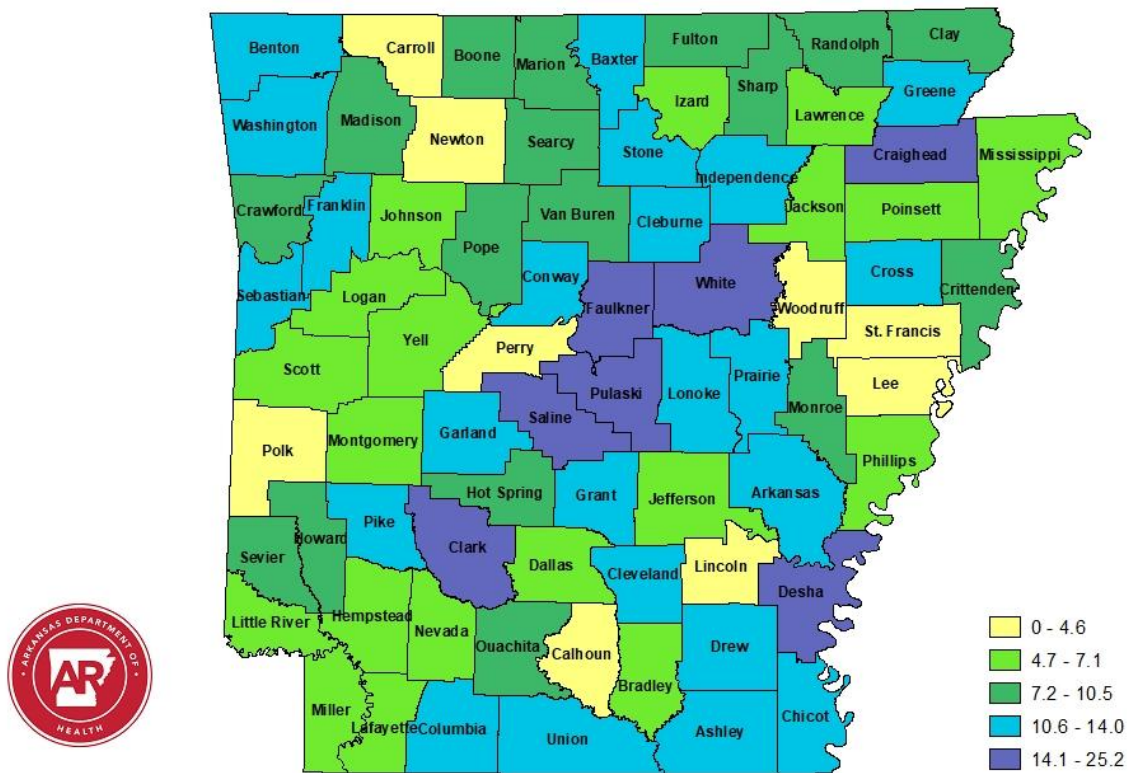 Benton
Carroll
Boone
Marion
Baxter
Fulton
Randolph
Clay
Izard
Sharp
Lawrence
Greene
Washington
Madison
Newton
Searcy
Stone
Independence
Craighead
Mississippi
Crawford
Franklin
Johnson
Pope
Van Buren
Cleburne
Jackson
Poinsett
Sebastian
Logan
Conway
Faulkner
White
Woodruff
Cross
Crittenden
Scott
Yell
Perry
St. Francis
Saline
Pulaski
Lonoke
Prairie
Monroe
Lee
Polk
Montgomery
Garland
Phillips
Hot Spring
Grant
Jefferson
Arkansas
Sevier
Howard
Pike
Clark
Dallas
Cleveland
Lincoln
Desha
Little River
Hempstead
Nevada
Ouachita
Calhoun
Bradley
Drew
Miller
Lafayette
Columbia
Union
Ashley
Chicot
ARKANSAS DEPARTMENT OF
AR
HEALTH
0 - 4.6
4.7 - 7.1
7.2 - 10.5
10.6 - 14.0
14.1 - 25.2